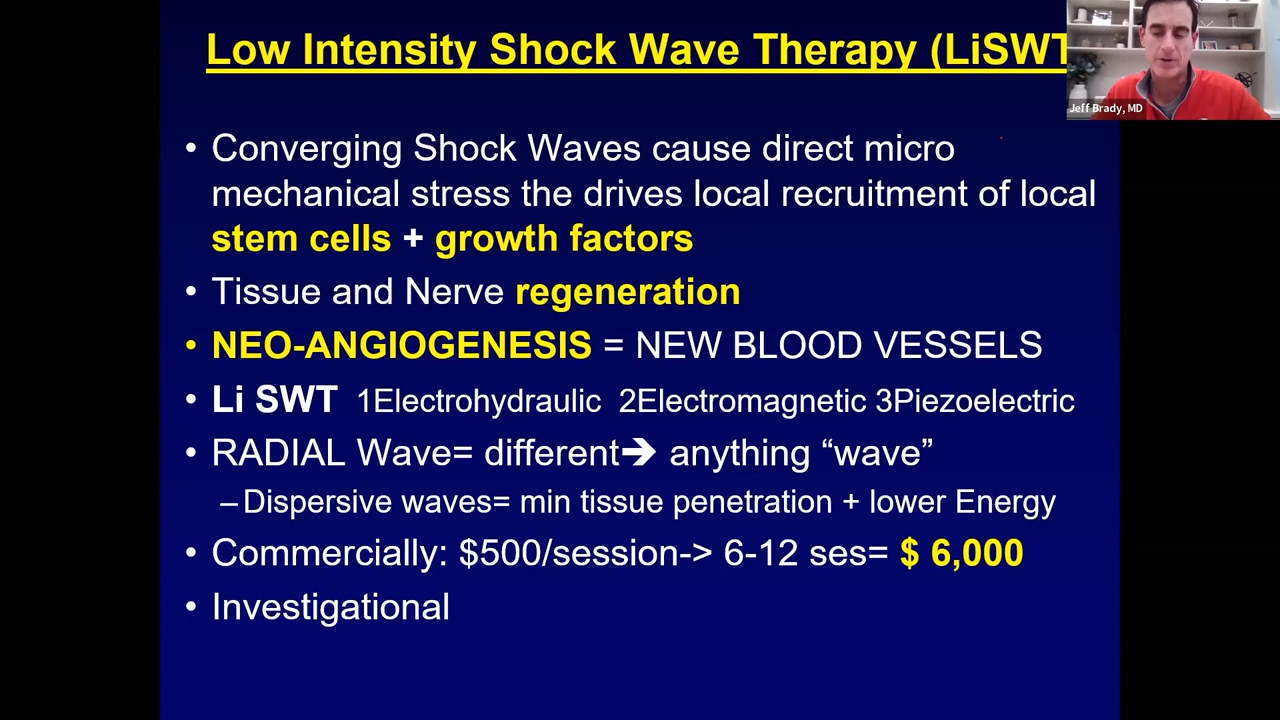 Low Intensity Shock Wave Therapy (LiSWT
Jeff Brady, MD
• Converging Shock Waves cause direct micro
mechanical stress the drives local recruitment of local
stem cells + growth factors
• Tissue and Nerve regeneration
• NEO-ANGIOGENESIS = NEW BLOOD VESSELS
• Li SWT 1Electrohydraulic 2Electromagnetic 3Piezoelectric
• RADIAL Wave= different➔ anything “wave”
–Dispersive waves= min tissue penetration + lower Energy
• Commercially: $500/session-> 6-12 ses= $ 6,000
• Investigational